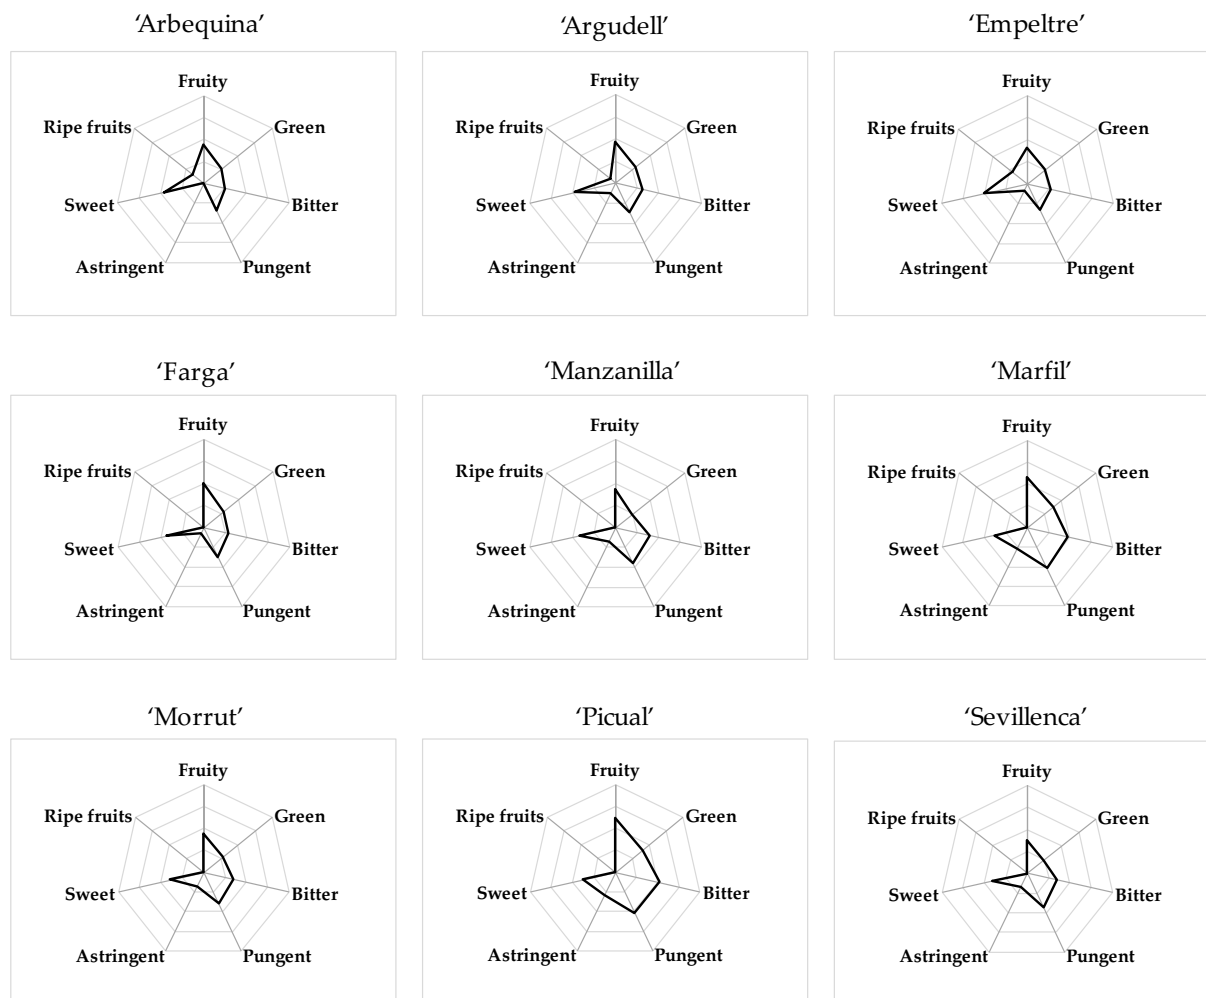 ‘Arbequina’
Fruity
Ripe fruits
Green
Sweet
Bitter
Astringent
Pungent
‘Argudell’
Fruity
Ripe fruits
Green
Sweet
Bitter
Astringent
Pungent
‘Empeltre’
Fruity
Ripe fruits
Green
Sweet
Bitter
Astringent
Pungent
‘Farga’
Fruity
Ripe fruits
Green
Sweet
Bitter
Astringent
Pungent
‘Manzanilla’
Fruity
Ripe fruits
Green
Sweet
Bitter
Astringent
Pungent
‘Marfil’
Fruity
Ripe fruits
Green
Sweet
Bitter
Astringent
Pungent
‘Morrut’
Fruity
Ripe fruits
Green
Sweet
Bitter
Astringent
Pungent
‘Picual’
Fruity
Ripe fruits
Green
Sweet
Bitter
Astringent
Pungent
‘Sevillenca’
Fruity
Ripe fruits
Green
Sweet
Bitter
Astringent
Pungent